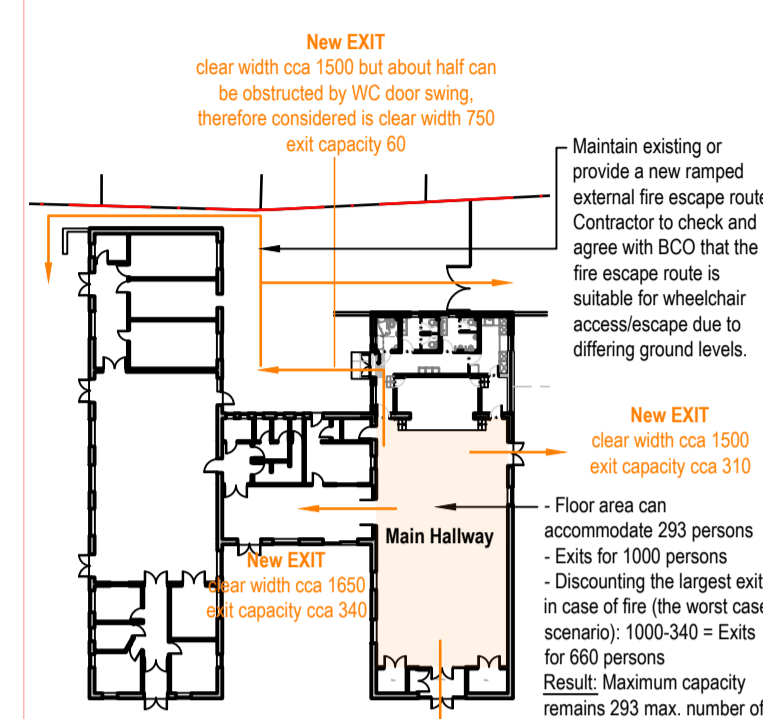 New EXIT
clear width cca 1500 but about half can
be obstructed by WC door swing,
therefore considered is clear width 750
exit capacity 60
Maintain existing or
provide a new ramped
external fire escape route
Contractor to check and
agree with BCO that the
fire escape route is
suitable for wheelchair
access/escape due to
differing ground levels.
New EXIT
clear width cca 1500
exit capacity cca 310
- Floor area can
accommodate 293 persons
- Exits for 1000 persons
- Discounting the largest exit
in case of fire (the worst case
scenario): 1000-340 = Exits
for 660 persons
Result: Maximum capacity
remains 293 max. number of
Main Hallway
New EXIT
clear width cca 1650
exit capacity cca 340